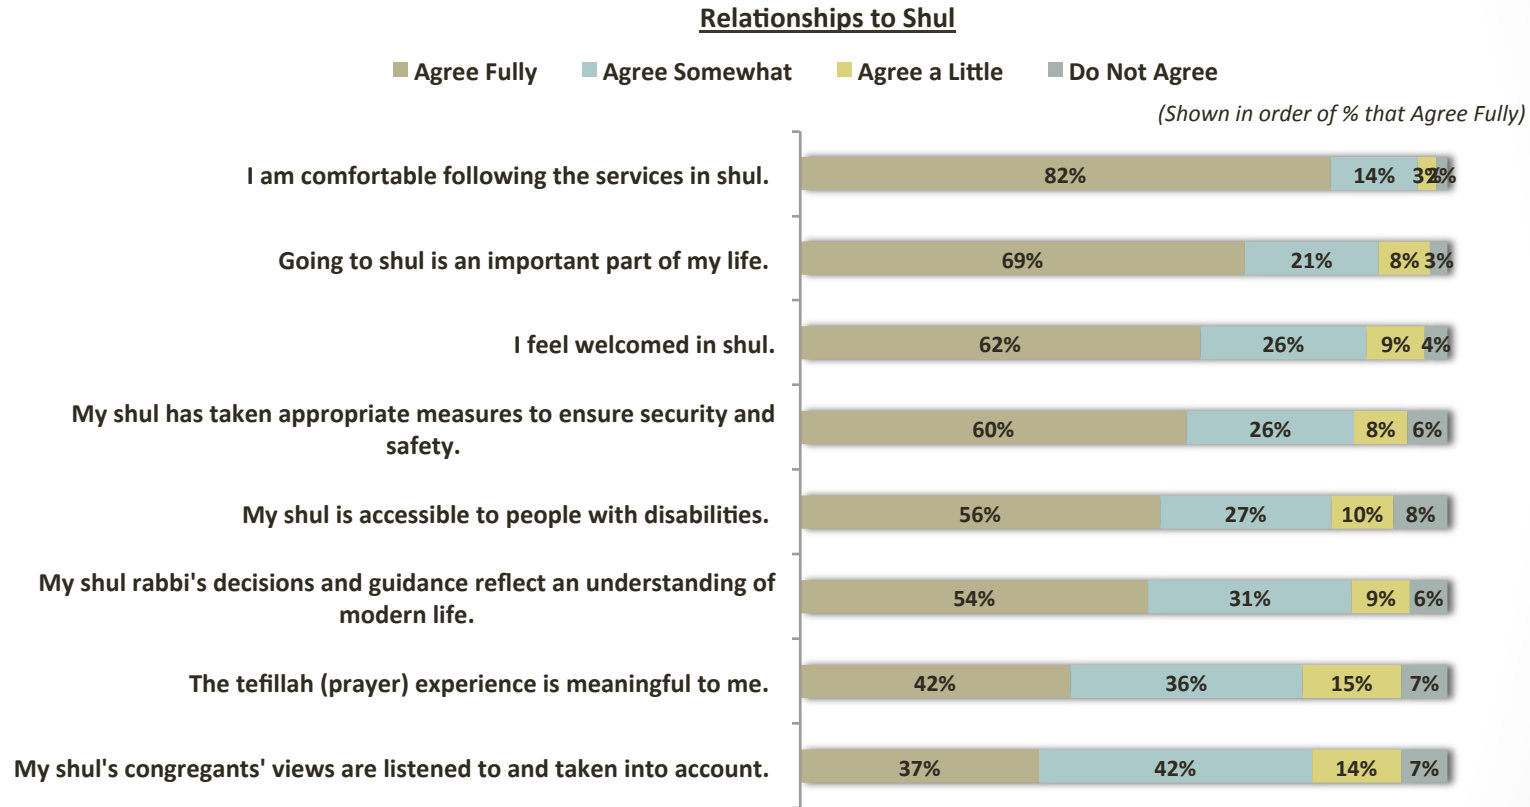 Relationships to Shul
Agree Fully Agree Somewhat Agree a Little Do Not Agree
(Shown in order of % that Agree Fully)
I am comfortable following the services in shul.
82% 14% 3% 2%
Going to shul is an important part of my life.
69% 21% 8% 3%
I feel welcomed in shul.
62% 26% 9% 4%
My shul has taken appropriate measures to ensure security and
safety.
60% 26% 8% 6%
My shul is accessible to people with disabilities.
56% 27% 10% 8%
My shul rabbi's decisions and guidance reflect an understanding of
modern life.
54% 31% 9% 6%
The tefillah (prayer) experience is meaningful to me.
42% 36% 15% 7%
My shul's congregants' views are listened to and taken into account.
37% 42% 14% 7%